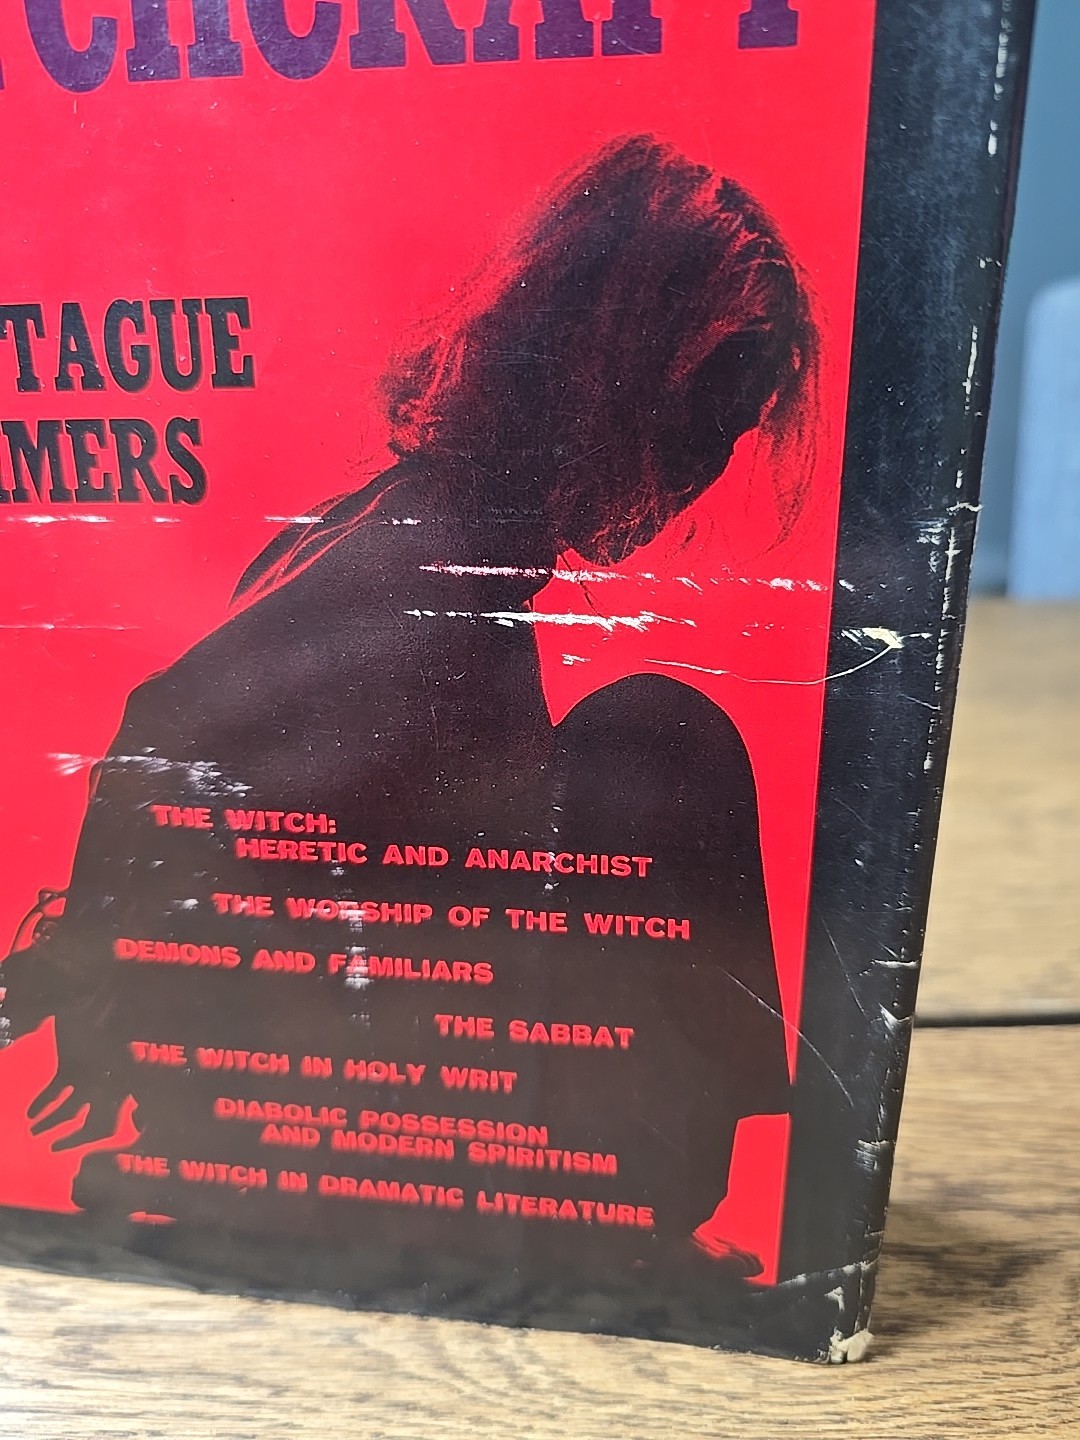 TCHCRAFT
TAGUE
MMERS
THE WITCH:
HERETIC AND ANARCHIST
THE WORSHIP OF THE WITCH
DEMONS AND FAMILIARS
THE SABBAT
THE WITCH IN HOLY WRIT
DIABOLIC POSSESSION
AND MODERN SPIRITISM
THE WITCH IN DRAMATIC LITERATURE